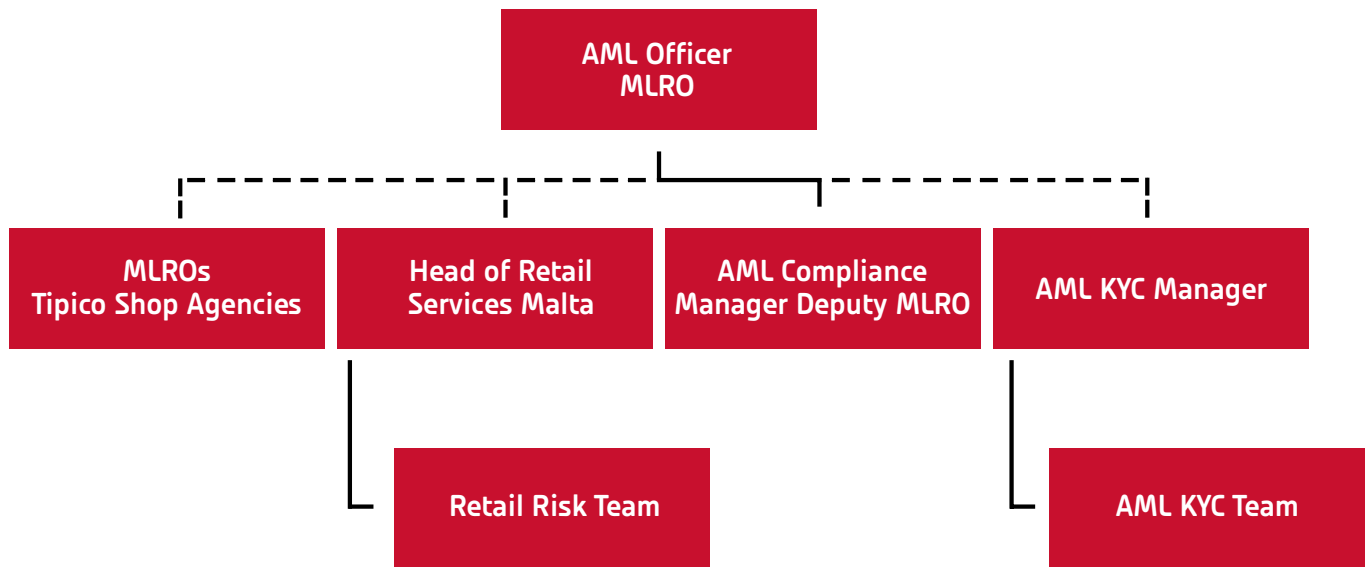 AML Officer
MLRO
MLROs
Tipico Shop Agencies
Head of Retail
Services Malta
AML Compliance
Manager Deputy MLRO
AML KYC Manager
Retail Risk Team
AML KYC Team